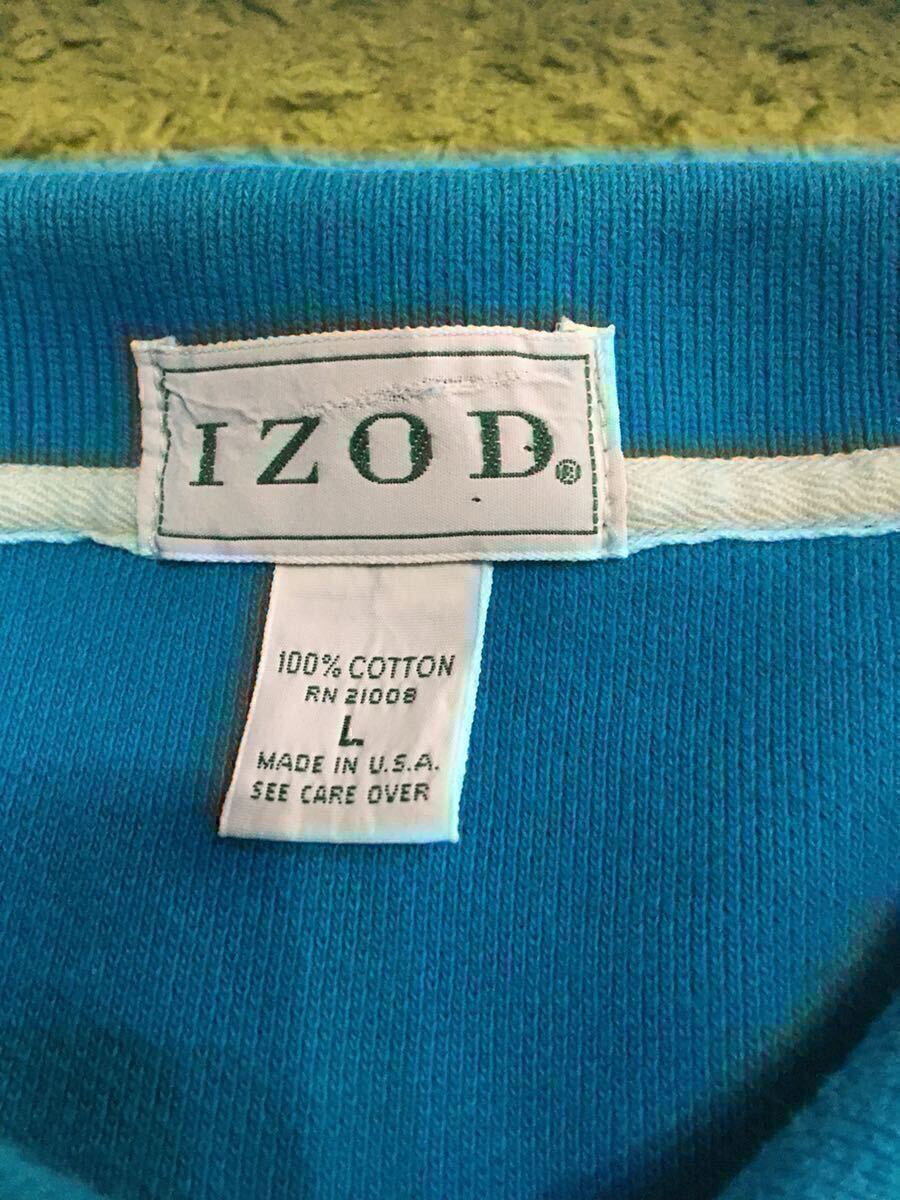 IZOD®
100% COTTON
RN 21008
L
MADE IN U.S.A.
SEE CARE OVER